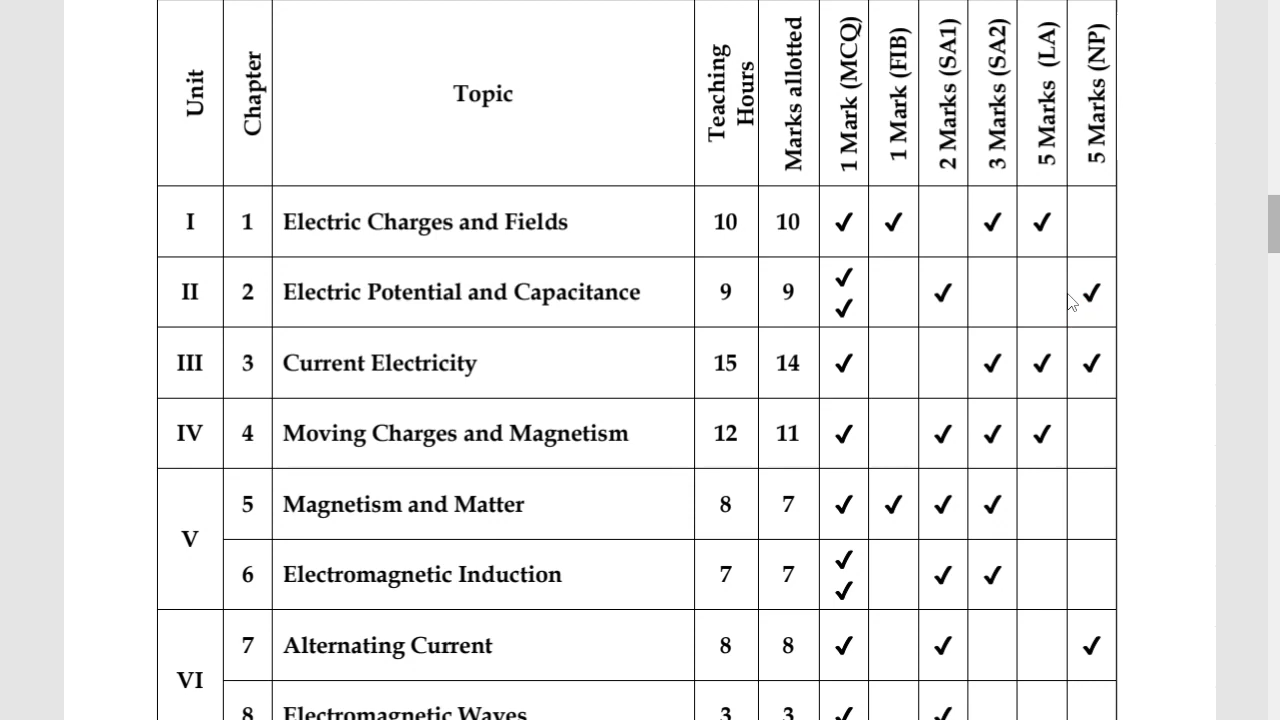 Unit Chapter Topic Teaching Hours Marks allotted 1 Mark (MCQ) 1 Mark (FIB) 2 Marks (SA1) 3 Marks (SA2) 5 Marks (LA) 5 Marks (NP)
I 1 Electric Charges and Fields 10 10 ✔ ✔ ✔ ✔
II 2 Electric Potential and Capacitance 9 9 ✔ ✔ ✔ ✔
III 3 Current Electricity 15 14 ✔ ✔ ✔ ✔
IV 4 Moving Charges and Magnetism 12 11 ✔ ✔ ✔ ✔
V 5 Magnetism and Matter 8 7 ✔ ✔ ✔ ✔
6 Electromagnetic Induction 7 7 ✔ ✔ ✔ ✔
VI 7 Alternating Current 8 8 ✔ ✔ ✔
8 Electromagnetic Waves 3 3 ✔ ✔